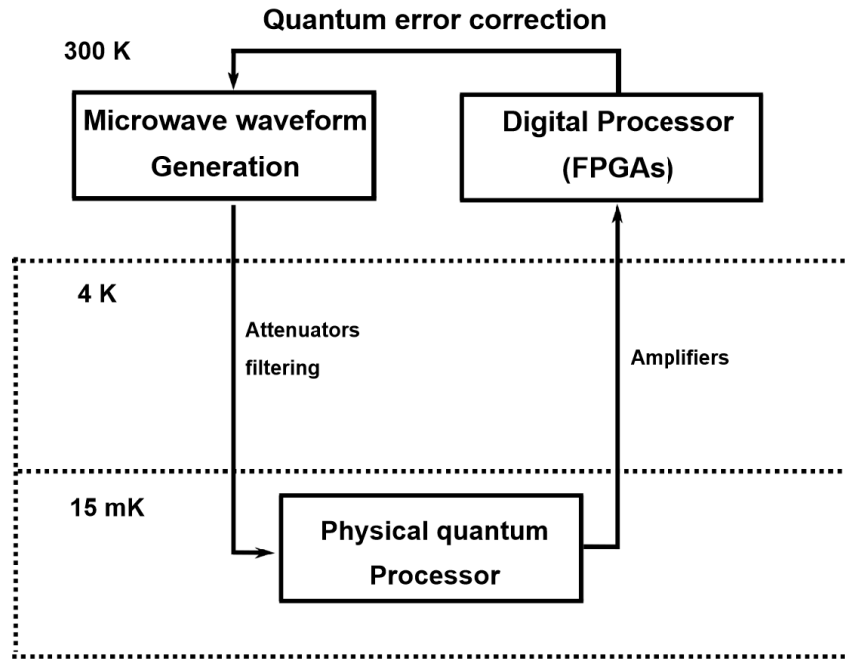 Quantum error correction
300 K
Microwave waveform
Generation
Digital Processor
(FPGAs)
4 K
Attenuators
filtering
Amplifiers
15 mK
Physical quantum
Processor